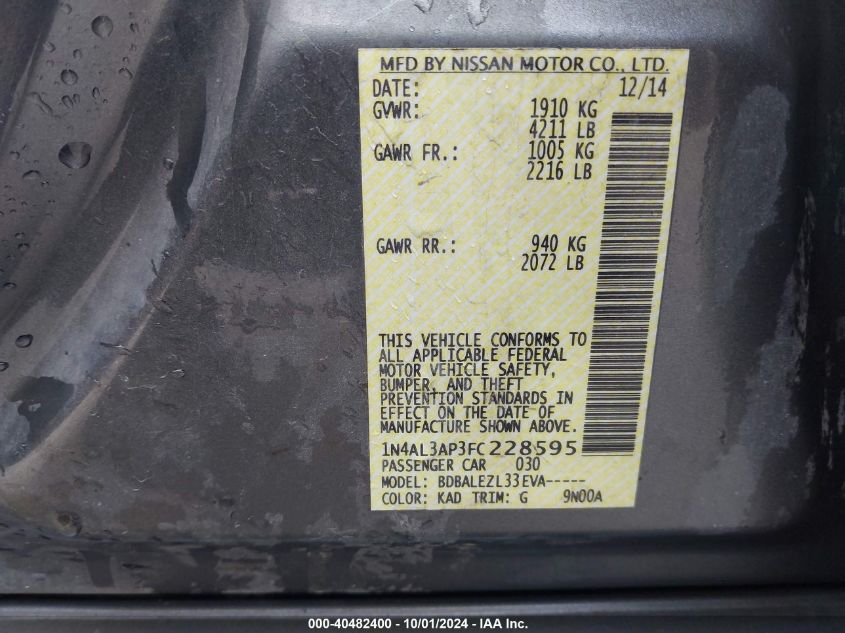 MFD BY NISSAN MOTOR CO., LTD.
DATE: 12/14
GVWR: 1910 KG
4211 LB
GAWR FR.: 1005 KG
2216 LB
GAWR RR.: 940 KG
2072 LB
THIS VEHICLE CONFORMS TO
ALL APPLICABLE FEDERAL
MOTOR VEHICLE SAFETY,
BUMPER, AND THEFT
PREVENTION STANDARDS IN
EFFECT ON THE DATE OF
MANUFACTURE SHOWN ABOVE.
1N4AL3AP3FC228595
PASSENGER CAR 030
MODEL: BDBALEZL33EVA-----
COLOR: KAD TRIM: G 9N00A
000-40482400 - 10/01/2024 - IAA Inc.